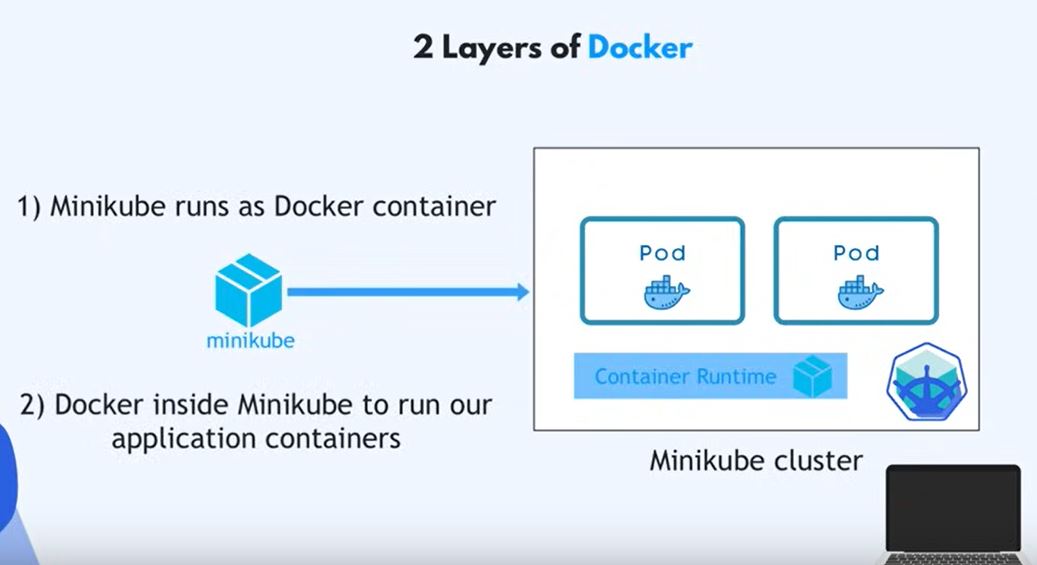 2 Layers of Docker
1) Minikube runs as Docker container
minikube
2) Docker inside Minikube to run our
application containers
Pod
Pod
Container Runtime
Minikube cluster